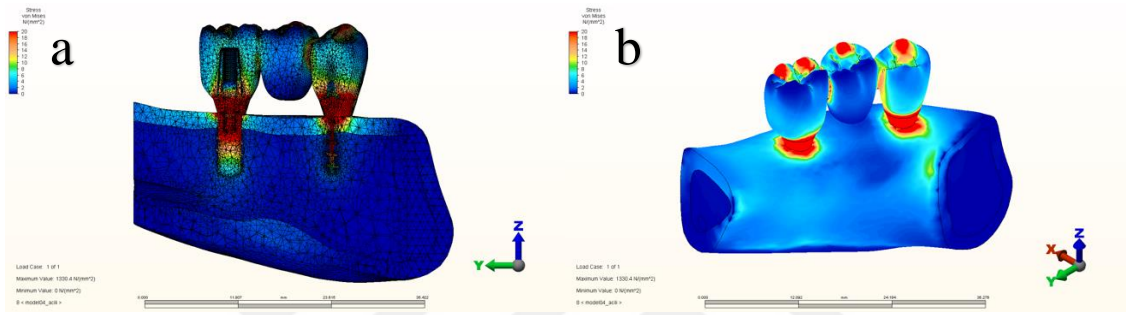 Stress
von Mises
N/(mm^2)
20
18
16
14
12
10
8
6
4
2
0
a
Z
Y
Load Case: 1 of 1
Maximum Value: 1330.4 N/(mm^2)
Minimum Value: 0 N/(mm^2)
mm
Stress
von Mises
N/(mm^2)
20
18
16
14
12
10
8
6
4
2
0
b
Z
X
Y
Load Case: 1 of 1
Maximum Value: 1330.4 N/(mm^2)
Minimum Value: 0 N/(mm^2)
mm